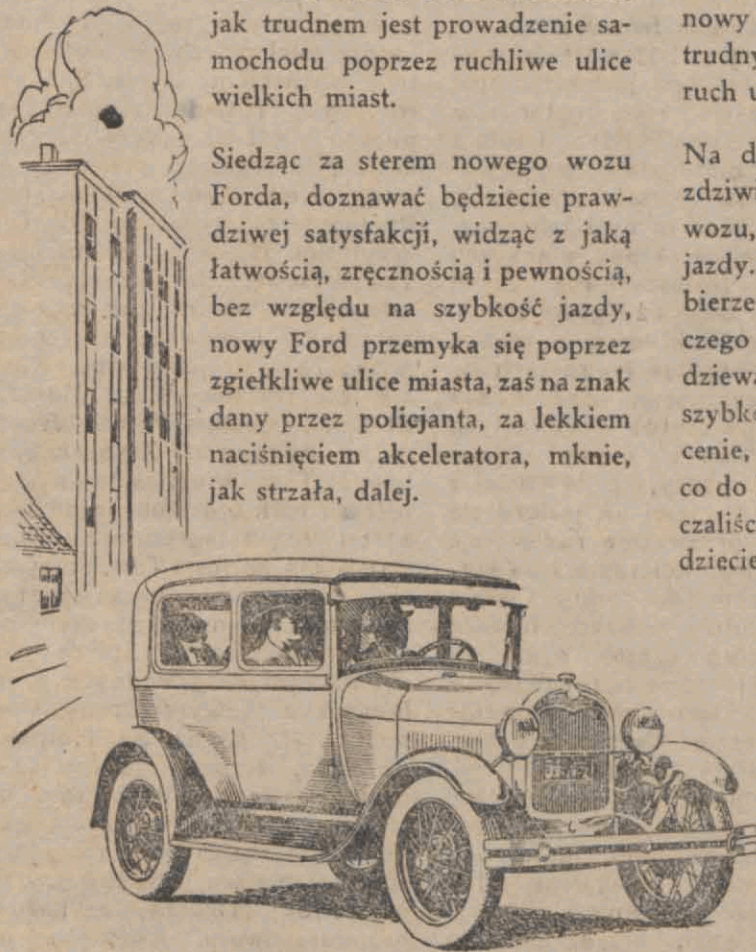 jak trudnem jest prowadzenie sa-
mochodu poprzez ruchliwe ulice
wielkich miast.
Siedząc za sterem nowego wozu
Forda, doznawać będziecie praw-
dziwej satysfakcji, widząc z jaką
łatwością, zręcznością i pewnością,
bez względu na szybkość jazdy,
nowy Ford przemyka się poprzez
zgiełkliwe ulice miasta, zaś na znak
dany przez policjanta, za lekkiem
naciśnięciem akceleratora, mknie,
jak strzała, dalej.
nowy
trudny
ruch u
Na d
zdziwi
wozu,
jazdy.
bierze
czego
dziewa
szybko
cenie,
co do
czaliśc
dziecie